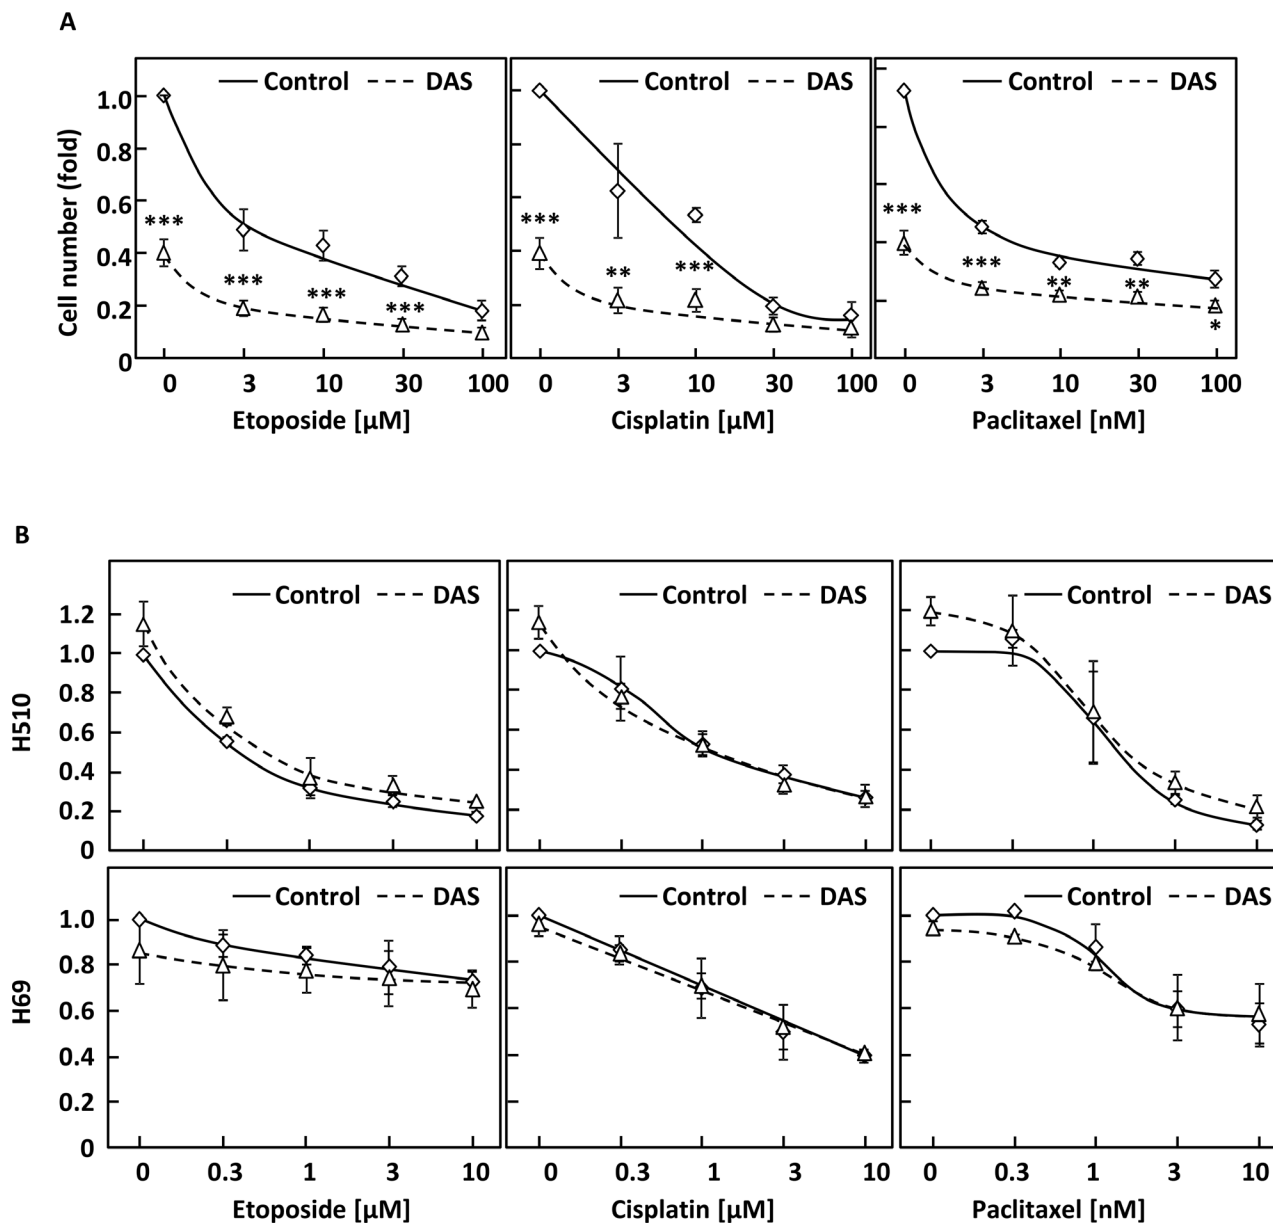 A
Control DAS
Control DAS
Control DAS
Cell number (fold)
1.0
0.8
0.6
0.4
0.2
0
***
***
***
***
***
**
***
***
***
**
**
*
0 3 10 30 100
0 3 10 30 100
0 3 10 30 100
Etoposide [µM]
Cisplatin [µM]
Paclitaxel [nM]
B
Control DAS
Control DAS
Control DAS
H510
1.2
1.0
0.8
0.6
0.4
0.2
0
Control DAS
Control DAS
Control DAS
H69
1.0
0.8
0.6
0.4
0.2
0
0 0.3 1 3 10
0 0.3 1 3 10
0 0.3 1 3 10
Etoposide [µM]
Cisplatin [µM]
Paclitaxel [nM]